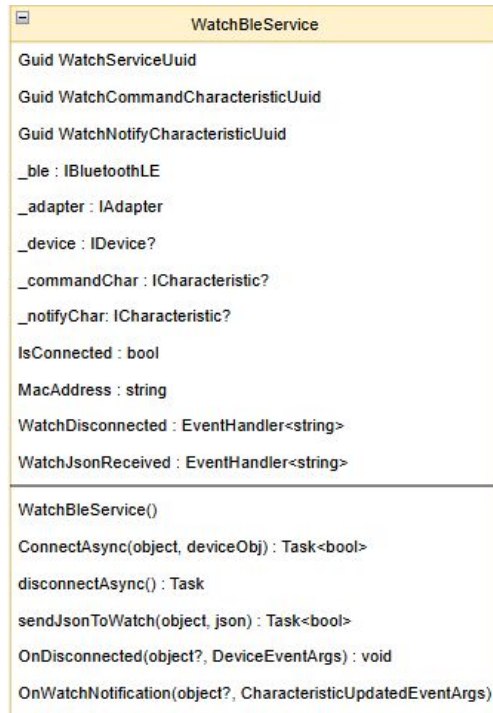 WatchBleService
Guid WatchServiceUuid
Guid WatchCommandCharacteristicUuid
Guid WatchNotifyCharacteristicUuid
_ble : IBluetoothLE
_adapter : IAdapter
_device : IDevice?
_commandChar : ICharacteristic?
_notifyChar: ICharacteristic?
IsConnected : bool
MacAddress : string
WatchDisconnected : EventHandler<string>
WatchJsonReceived : EventHandler<string>
WatchBleService()
ConnectAsync(object, deviceObj) : Task<bool>
disconnectAsync() : Task
sendJsonToWatch(object, json) : Task<bool>
OnDisconnected(object?, DeviceEventArgs) : void
OnWatchNotification(object?, CharacteristicUpdatedEventArgs)